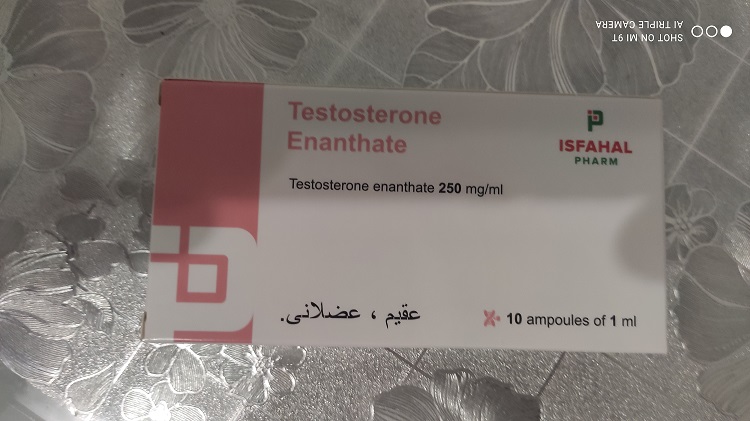 SHOT ON MI 9T
AI TRIPLE CAMERA
Testosterone
Enanthate
ISFAHAL
PHARM
Testosterone enanthate 250 mg/ml
عقیم ، عضلانی.
10 ampoules of 1 ml